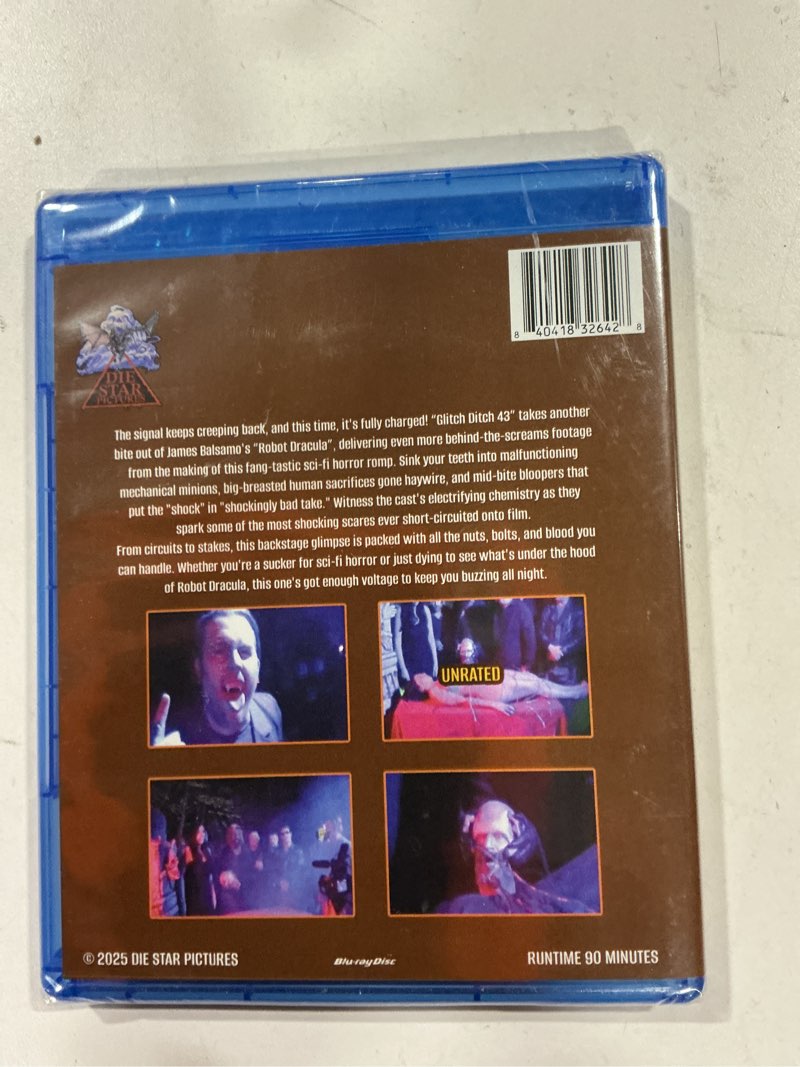 8 40418 32642 8
DIE
STAR
PICTURES
The signal keeps creeping back, and this time, it's fully charged! "Glitch Ditch 43" takes another
bite out of James Balsamo's "Robot Dracula", delivering even more behind-the-screams footage
from the making of this fang-tastic sci-fi horror romp. Sink your teeth into malfunctioning
mechanical minions, big-breasted human sacrifices gone haywire, and mid-bite bloopers that
put the "shock" in "shockingly bad take." Witness the cast's electrifying chemistry as they
spark some of the most shocking scares ever short-circuited onto film.
From circuits to stakes, this backstage glimpse is packed with all the nuts, bolts, and blood you
can handle. Whether you're a sucker for sci-fi horror or just dying to see what's under the hood
of Robot Dracula, this one's got enough voltage to keep you buzzing all night.
UNRATED
© 2025 DIE STAR PICTURES
Blu-ray Disc
RUNTIME 90 MINUTES